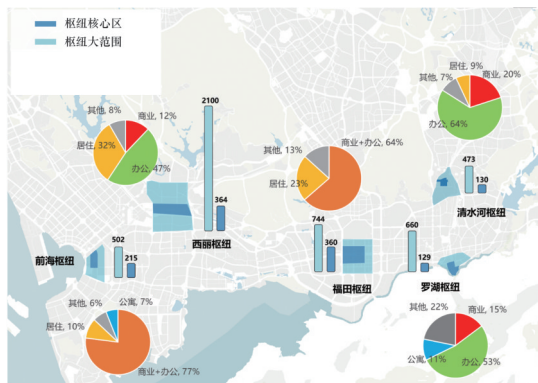 枢纽核心区
枢纽大范围
居住, 9%
其他, 7%
商业, 20%
办公, 64%
2100
其他, 8%
商业, 12%
居住, 32%
办公, 47%
364
西丽枢纽
商业+办公, 64%
其他, 13%
居住, 23%
473
130
清水河枢纽
744
360
福田枢纽
660
129
罗湖枢纽
前海枢纽
502
215
公寓, 7%
其他, 6%
居住, 10%
商业+办公, 77%
其他, 22%
商业, 15%
公寓, 11%
办公, 53%